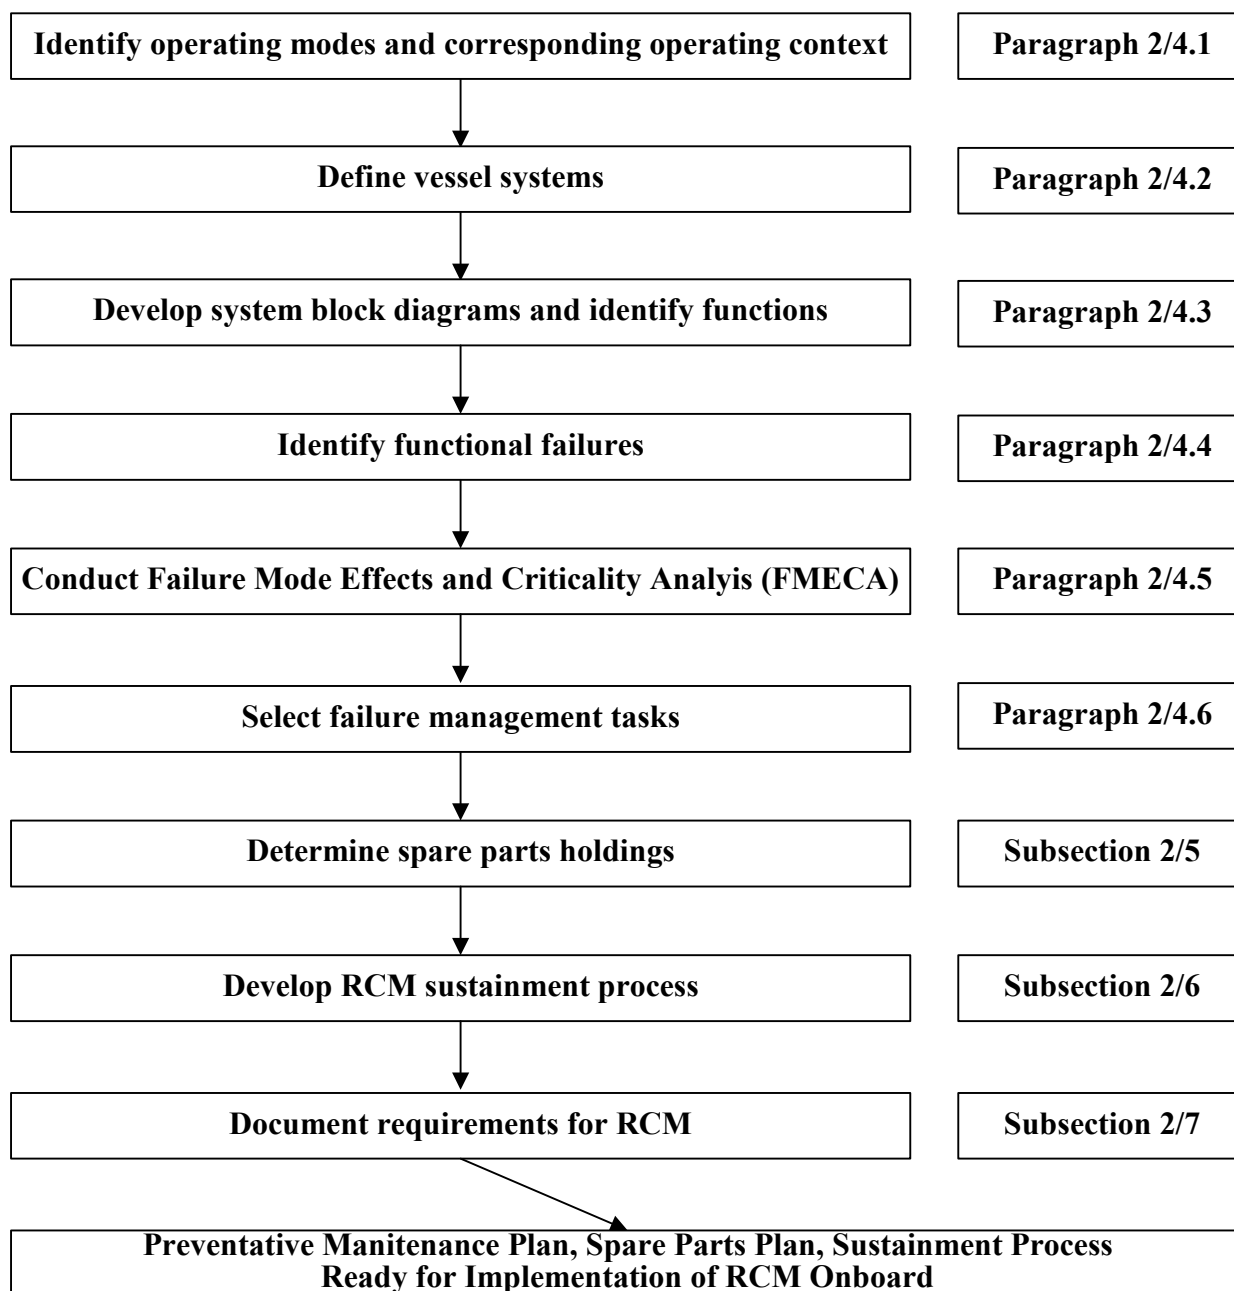 Identify operating modes and corresponding operating context
Paragraph 2/4.1
Define vessel systems
Paragraph 2/4.2
Develop system block diagrams and identify functions
Paragraph 2/4.3
Identify functional failures
Paragraph 2/4.4
Conduct Failure Mode Effects and Criticality Analyis (FMECA)
Paragraph 2/4.5
Select failure management tasks
Paragraph 2/4.6
Determine spare parts holdings
Subsection 2/5
Develop RCM sustainment process
Subsection 2/6
Document requirements for RCM
Subsection 2/7
Preventative Manitenance Plan, Spare Parts Plan, Sustainment Process
Ready for Implementation of RCM Onboard